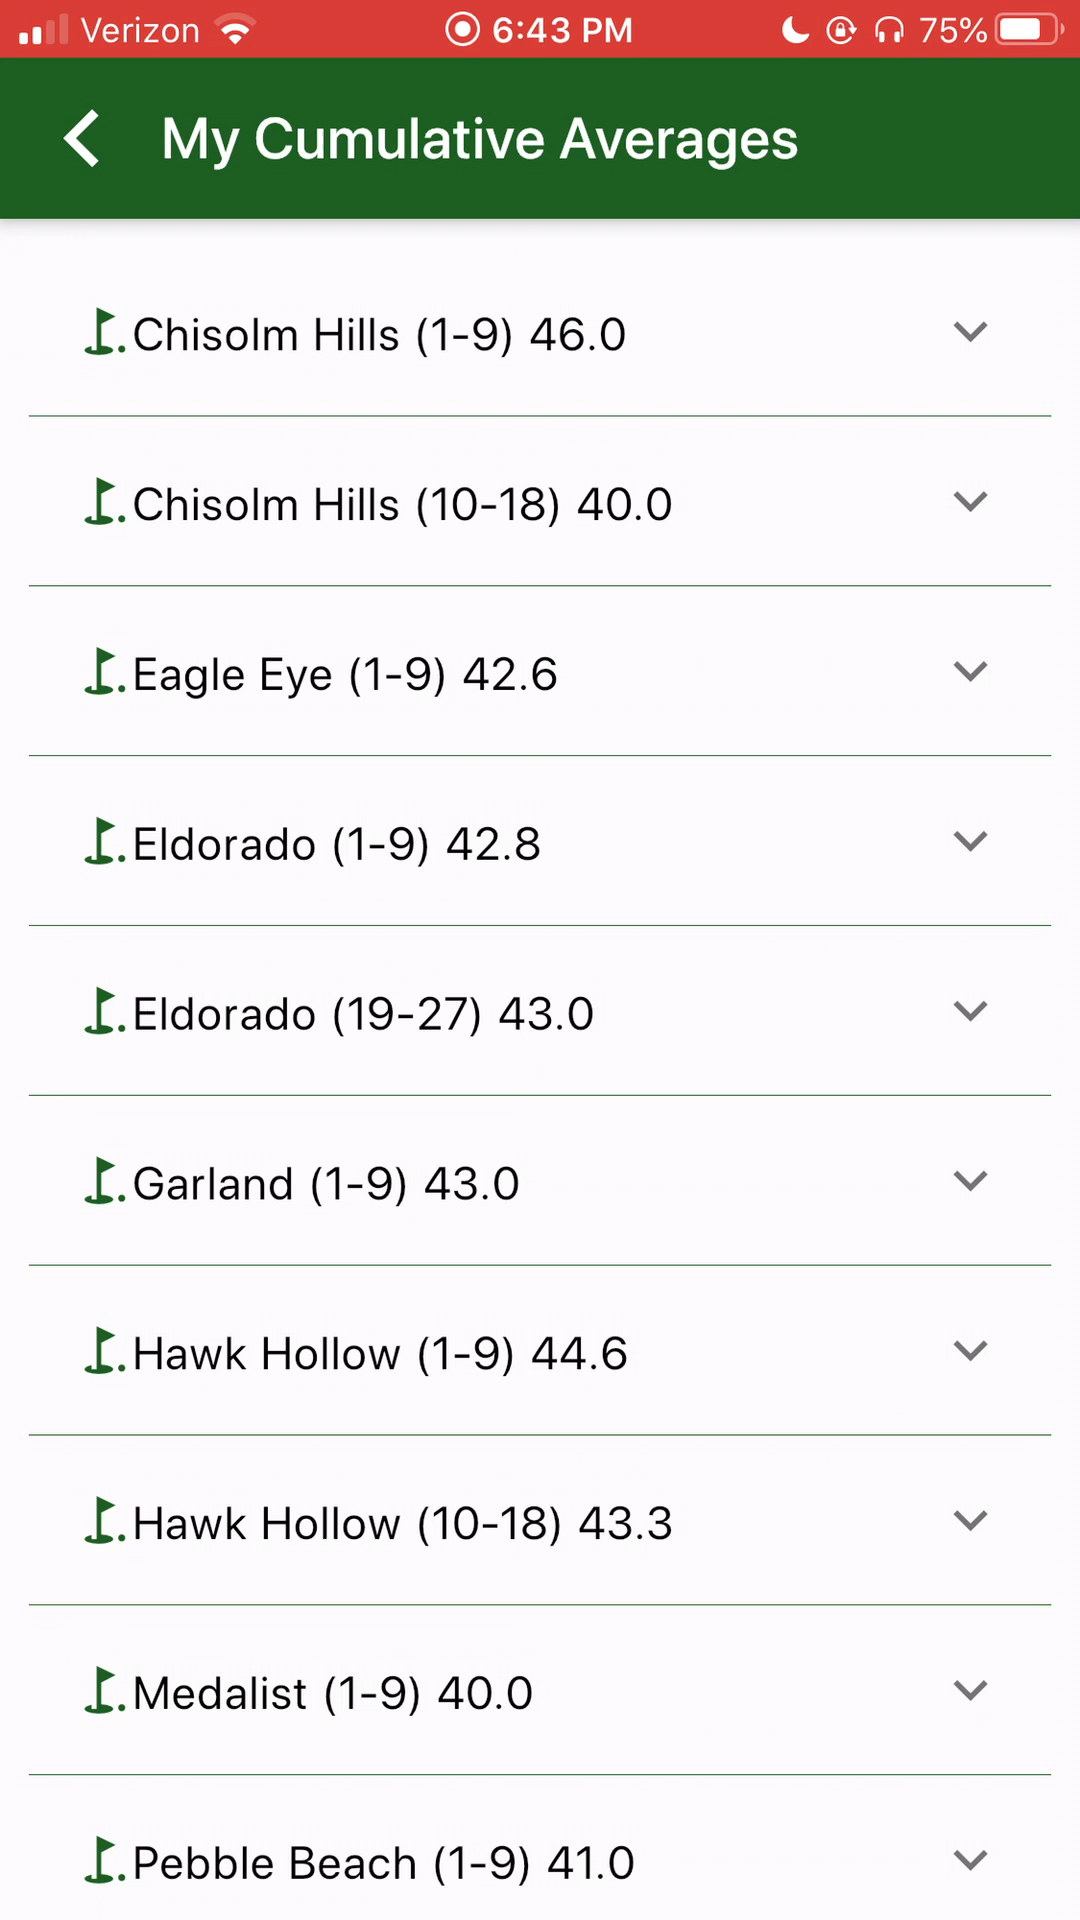 Verizon 6:43 PM 75%
My Cumulative Averages
Chisolm Hills (1-9) 46.0
Chisolm Hills (10-18) 40.0
Eagle Eye (1-9) 42.6
Eldorado (1-9) 42.8
Eldorado (19-27) 43.0
Garland (1-9) 43.0
Hawk Hollow (1-9) 44.6
Hawk Hollow (10-18) 43.3
Medalist (1-9) 40.0
Pebble Beach (1-9) 41.0